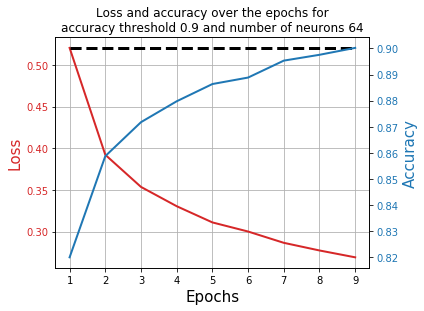 Loss and accuracy over the epochs for
accuracy threshold 0.9 and number of neurons 64
Loss
0.50
0.45
0.40
0.35
0.30
0.90
0.89
0.88
0.87
0.86
0.85
0.84
0.83
0.82
Accuracy
1 2 3 4 5 6 7 8 9
Epochs